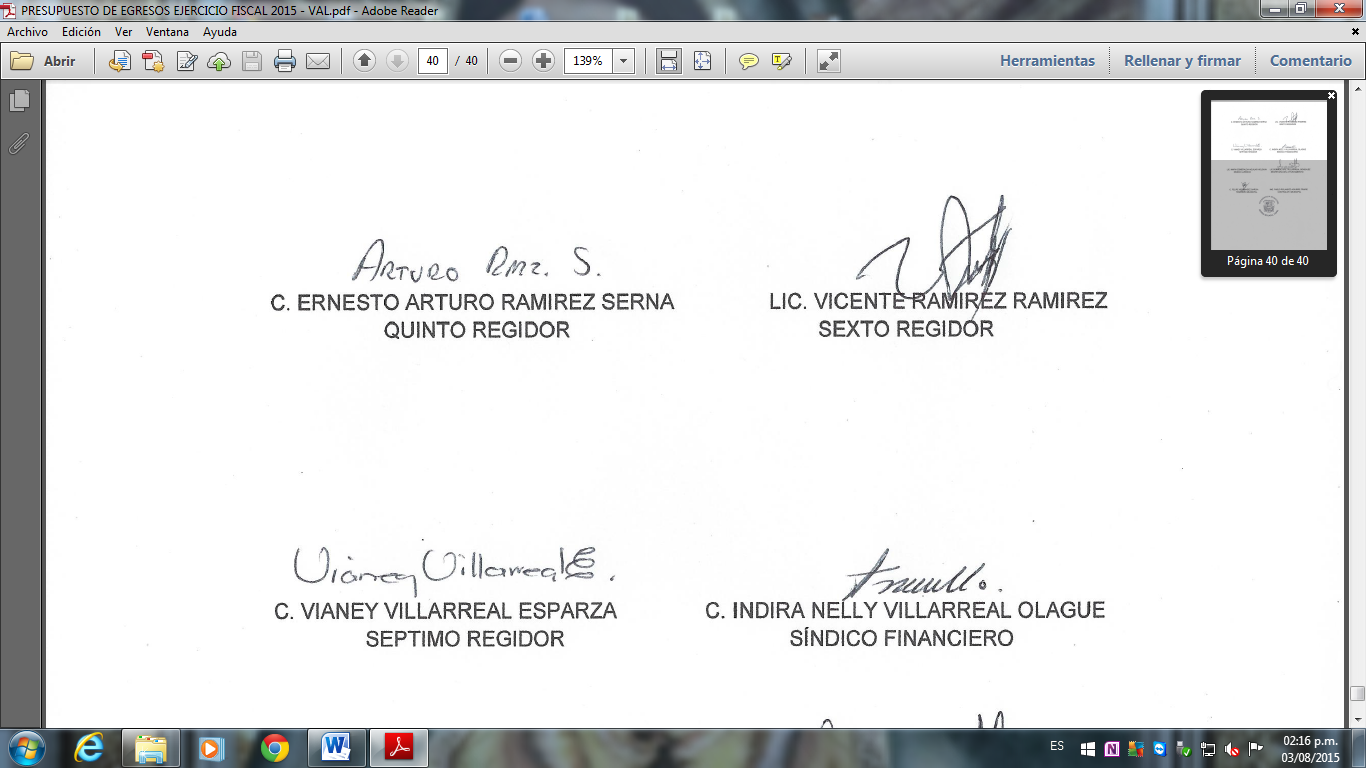 PRESUPUESTO DE EGRESOS EJERCICIO FISCAL 2015 - VAL.pdf - Adobe Reader
Archivo Edición Ver Ventana Ayuda
Abrir 40 / 40 139% Herramientas Rellenar y firmar Comentario
Página 40 de 40
ARTURO RMZ. S.
C. ERNESTO ARTURO RAMIREZ SERNA
QUINTO REGIDOR
LIC. VICENTE RAMIREZ RAMIREZ
SEXTO REGIDOR
Vianey Villarreal E.
C. VIANEY VILLARREAL ESPARZA
SEPTIMO REGIDOR
C. INDIRA NELLY VILLARREAL OLAGUE
SÍNDICO FINANCIERO
ES
02:16 p.m.
03/08/2015